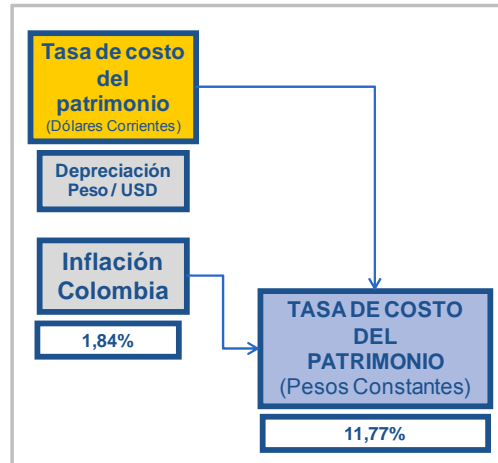 Tasa de costo
del
patrimonio
(Dólares Corrientes)
Depreciación
Peso / USD
Inflación
Colombia
1,84%
TASA DE COSTO
DEL
PATRIMONIO
(Pesos Constantes)
11,77%